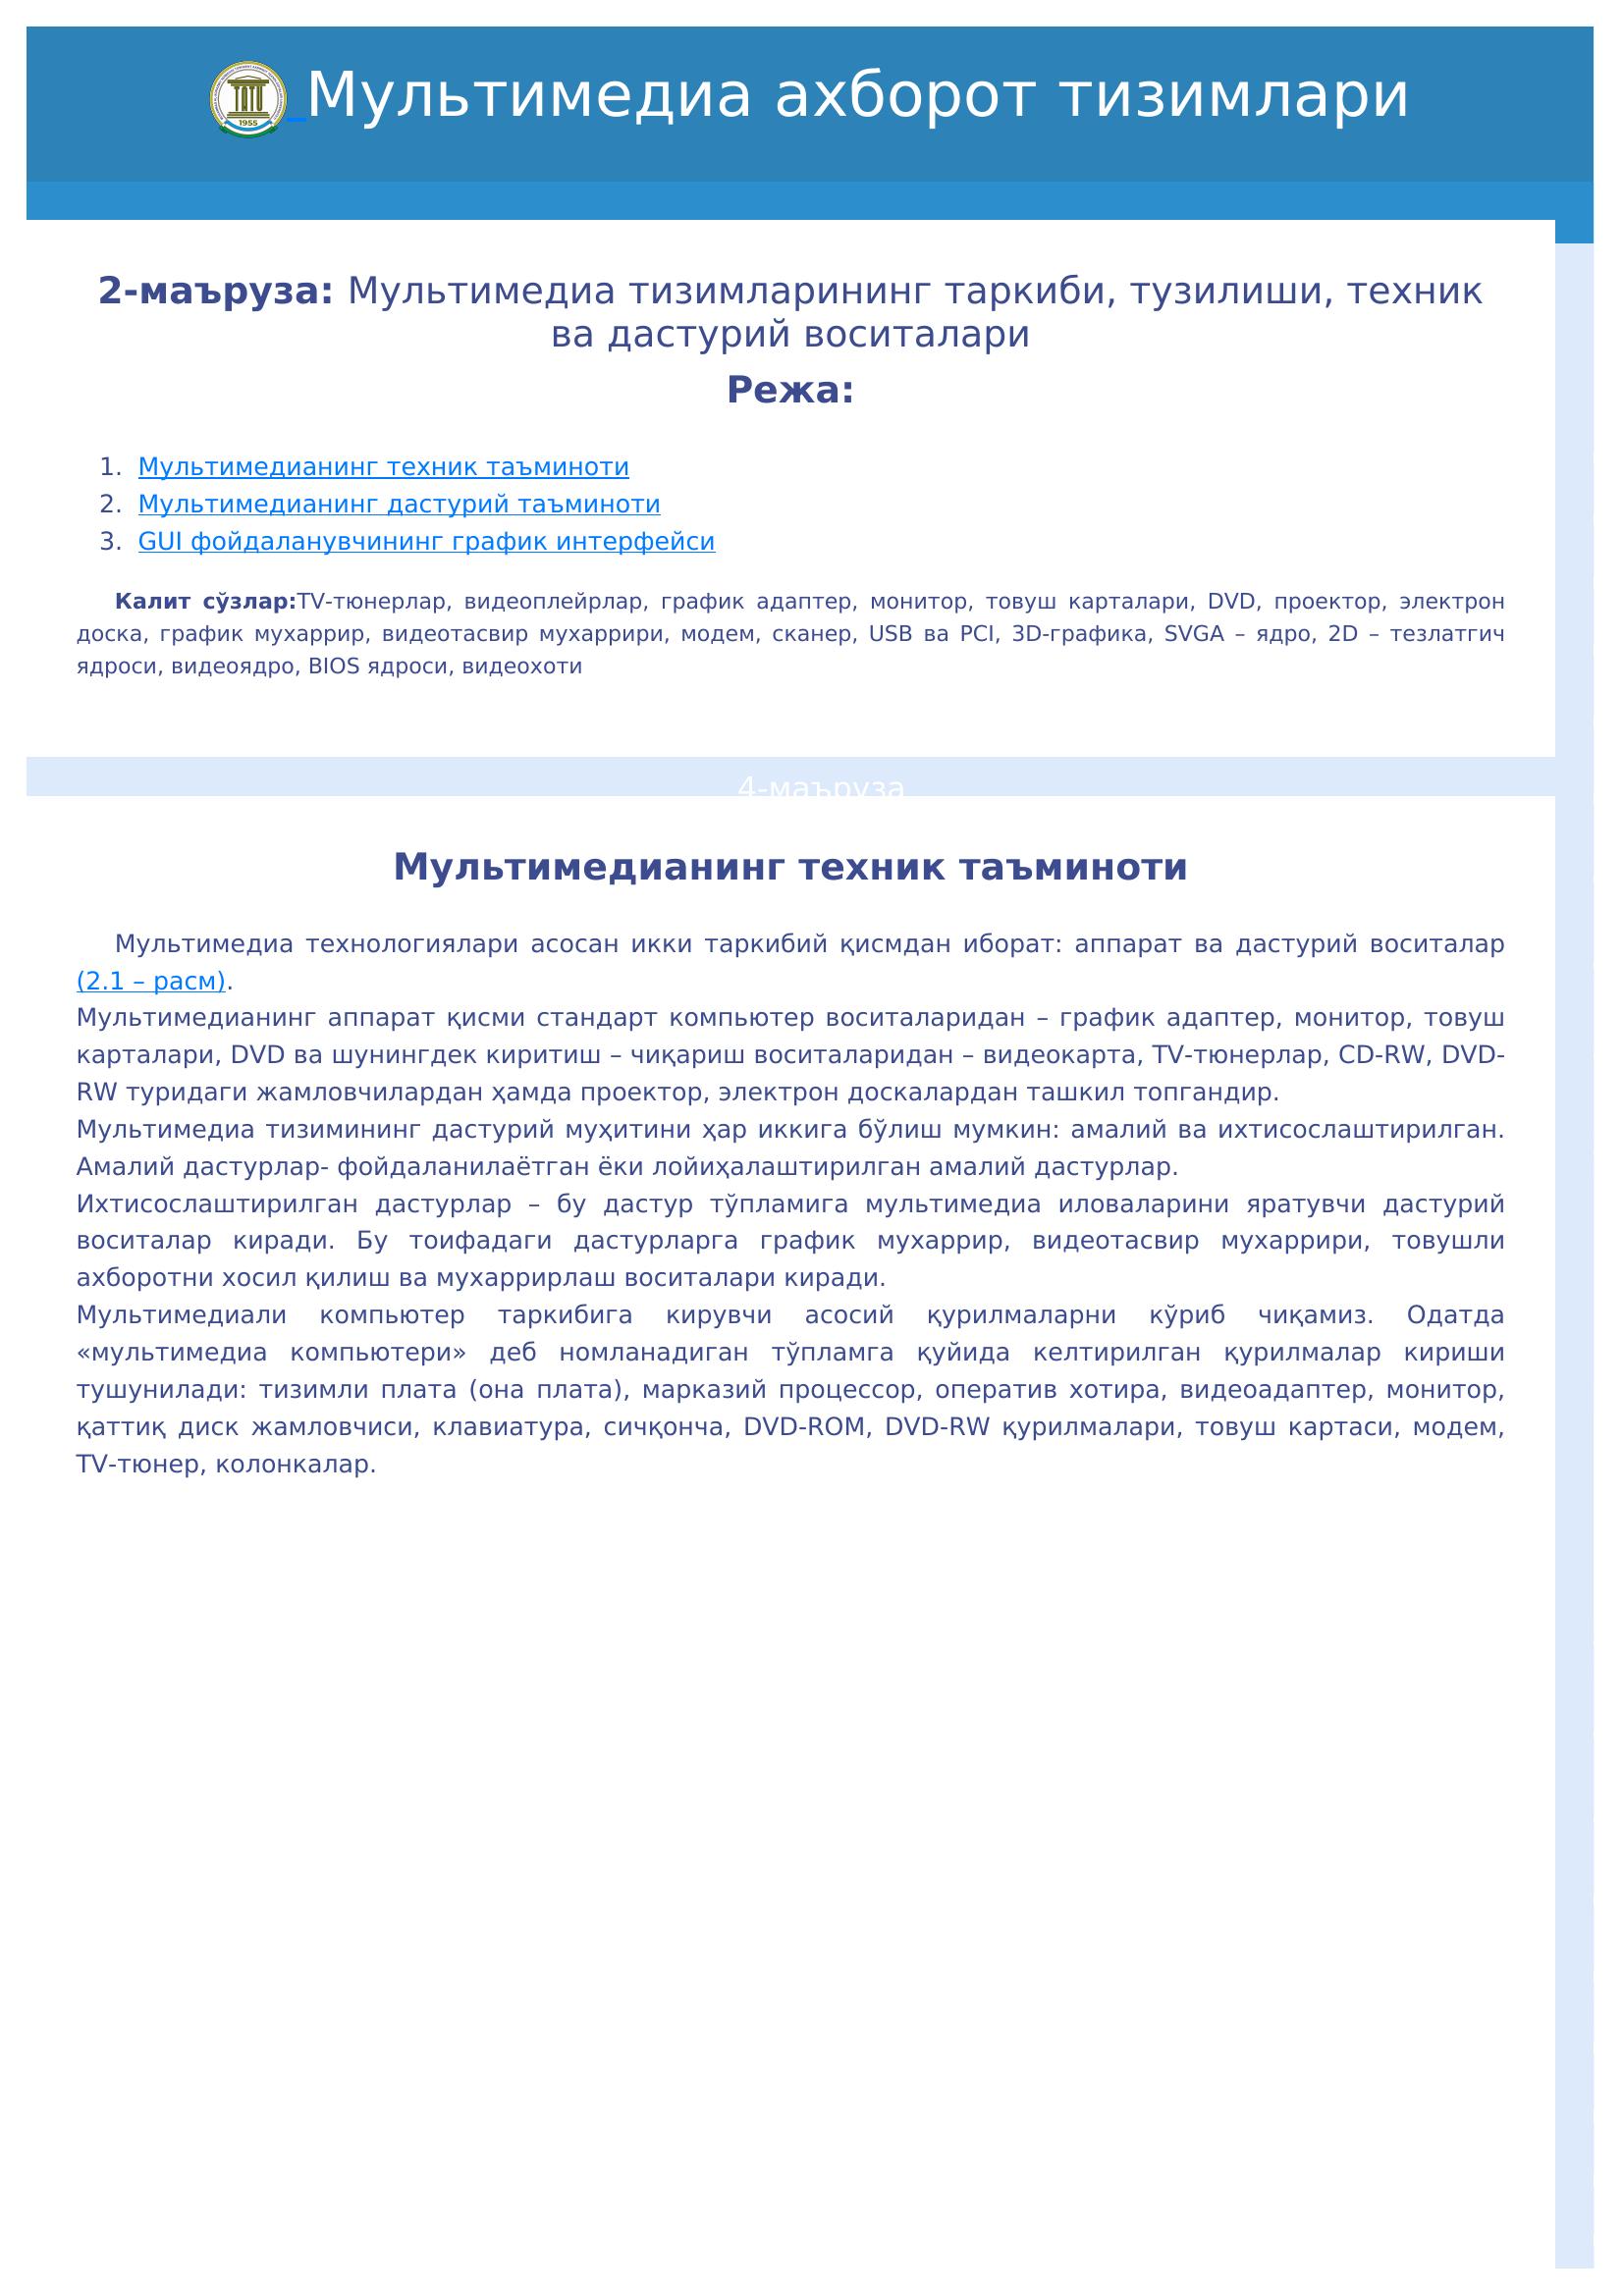 Мультимедиа ахборот тизимлари
1955
2-маъруза: Мультимедиа тизимларининг таркиби, тузилиши, техник
ва дастурий воситалари
Режа:
1. Мультимедианинг техник таъминоти
2. Мультимедианинг дастурий таъминоти
3. GUI фойдаланувчининг график интерфейси
Калит сўзлар:TV-тюнерлар, видеоплейрлар, график адаптер, монитор, товуш карталари, DVD, проектор, электрон
доска, график мухаррир, видеотасвир мухаррири, модем, сканер, USB ва PCI, 3D-графика, SVGA – ядро, 2D – тезлатгич
ядроси, видеоядро, BIOS ядроси, видеохоти
4-маъруза
Мультимедианинг техник таъминоти
Мультимедиа технологиялари асосан икки таркибий қисмдан иборат: аппарат ва дастурий воситалар
(2.1 – расм).
Мультимедианинг аппарат қисми стандарт компьютер воситаларидан – график адаптер, монитор, товуш
карталари, DVD ва шунингдек киритиш – чиқариш воситаларидан – видеокарта, TV-тюнерлар, CD-RW, DVD-
RW туридаги жамловчилардан ҳамда проектор, электрон доскалардан ташкил топгандир.
Мультимедиа тизимининг дастурий муҳитини ҳар иккига бўлиш мумкин: амалий ва ихтисослаштирилган.
Амалий дастурлар- фойдаланилаётган ёки лойиҳалаштирилган амалий дастурлар.
Ихтисослаштирилган дастурлар – бу дастур тўпламига мультимедиа иловаларини яратувчи дастурий
воситалар киради. Бу тоифадаги дастурларга график мухаррир, видеотасвир мухаррири, товушли
ахборотни хосил қилиш ва мухаррирлаш воситалари киради.
Мультимедиали компьютер таркибига кирувчи асосий қурилмаларни кўриб чиқамиз. Одатда
«мультимедиа компьютери» деб номланадиган тўпламга қуйида келтирилган қурилмалар кириши
тушунилади: тизимли плата (она плата), марказий процессор, оператив хотира, видеоадаптер, монитор,
қаттиқ диск жамловчиси, клавиатура, сичқонча, DVD-ROM, DVD-RW қурилмалари, товуш картаси, модем,
TV-тюнер, колонкалар.